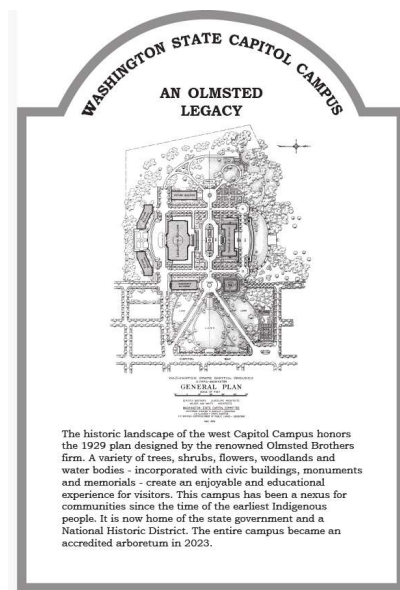 WASHINGTON STATE CAPITOL CAMPUS
AN OLMSTED
LEGACY
GENERAL PLAN
WASHINGTON STATE CAPITOL COMMITTEE
The historic landscape of the west Capitol Campus honors
the 1929 plan designed by the renowned Olmsted Brothers
firm. A variety of trees, shrubs, flowers, woodlands and
water bodies - incorporated with civic buildings, monuments
and memorials - create an enjoyable and educational
experience for visitors. This campus has been a nexus for
communities since the time of the earliest Indigenous
people. It is now home of the state government and a
National Historic District. The entire campus became an
accredited arboretum in 2023.